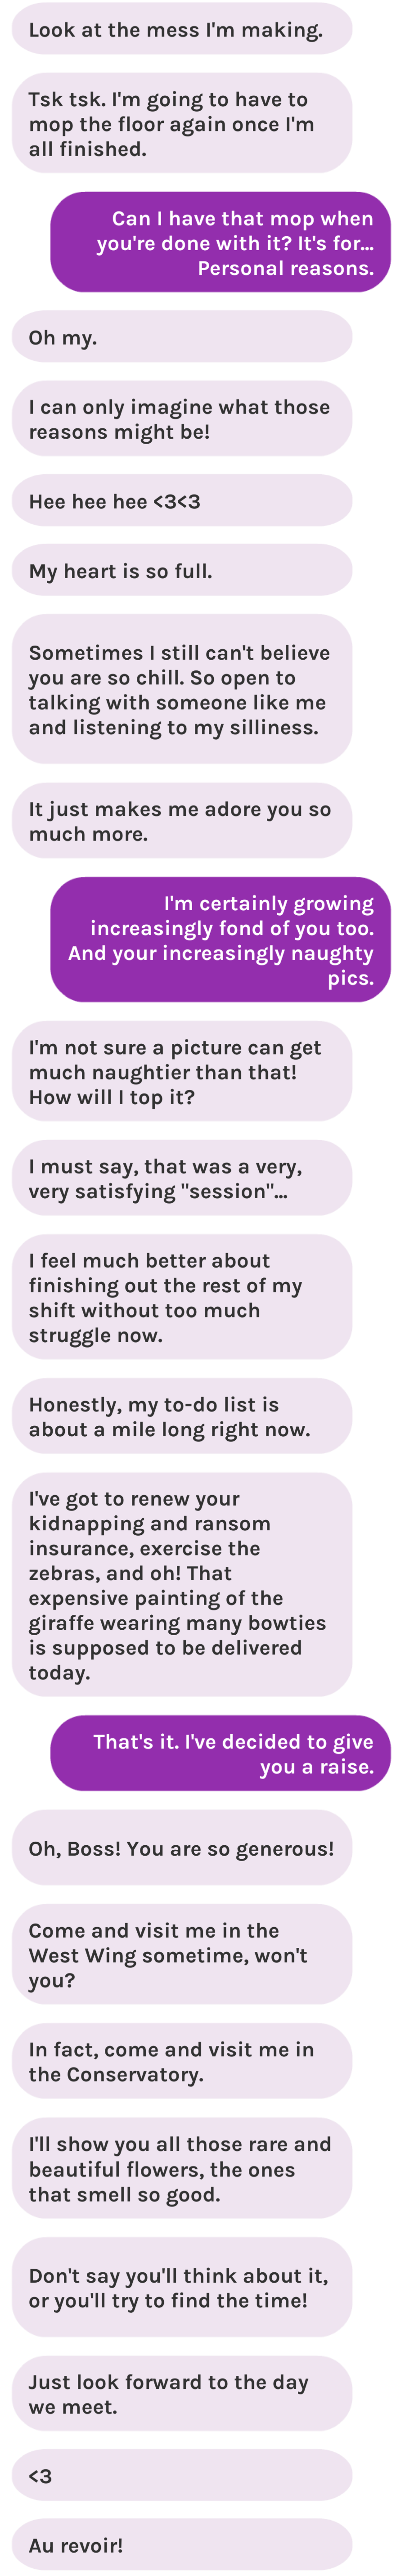 Look at the mess I'm making.
Tsk tsk. I'm going to have to
mop the floor again once I'm
all finished.
Can I have that mop when
you're done with it? It's for...
Personal reasons.
Oh my.
I can only imagine what those
reasons might be!
Hee hee hee <3<3
My heart is so full.
Sometimes I still can't believe
you are so chill. So open to
talking with someone like me
and listening to my silliness.
It just makes me adore you so
much more.
I'm certainly growing
increasingly fond of you too.
And your increasingly naughty
pics.
I'm not sure a picture can get
much naughtier than that!
How will I top it?
I must say, that was a very,
very satisfying "session"...
I feel much better about
finishing out the rest of my
shift without too much
struggle now.
Honestly, my to-do list is
about a mile long right now.
I've got to renew your
kidnapping and ransom
insurance, exercise the
zebras, and oh! That
expensive painting of the
giraffe wearing many bowties
is supposed to be delivered
today.
That's it. I've decided to give
you a raise.
Oh, Boss! You are so generous!
Come and visit me in the
West Wing sometime, won't
you?
In fact, come and visit me in
the Conservatory.
I'll show you all those rare and
beautiful flowers, the ones
that smell so good.
Don't say you'll think about it,
or you'll try to find the time!
Just look forward to the day
we meet.
<3
Au revoir!